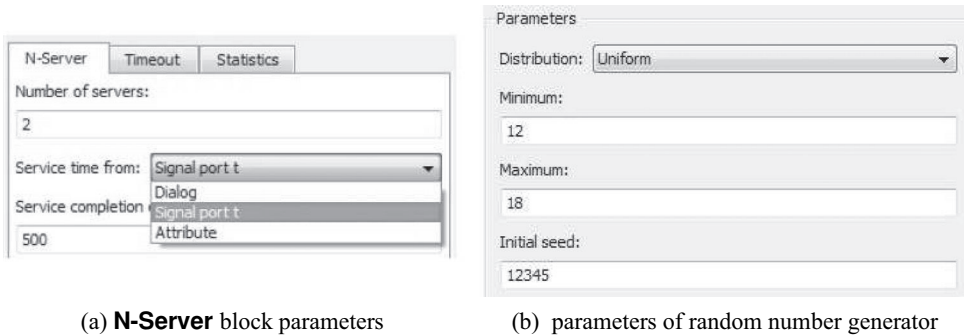 N-Server Timeout Statistics
Number of servers:
2
Service time from: Signal port t
Dialog
Service completion
Signal port t
Attribute
500
(a) N-Server block parameters
Parameters
Distribution: Uniform
Minimum:
12
Maximum:
18
Initial seed:
12345
(b) parameters of random number generator